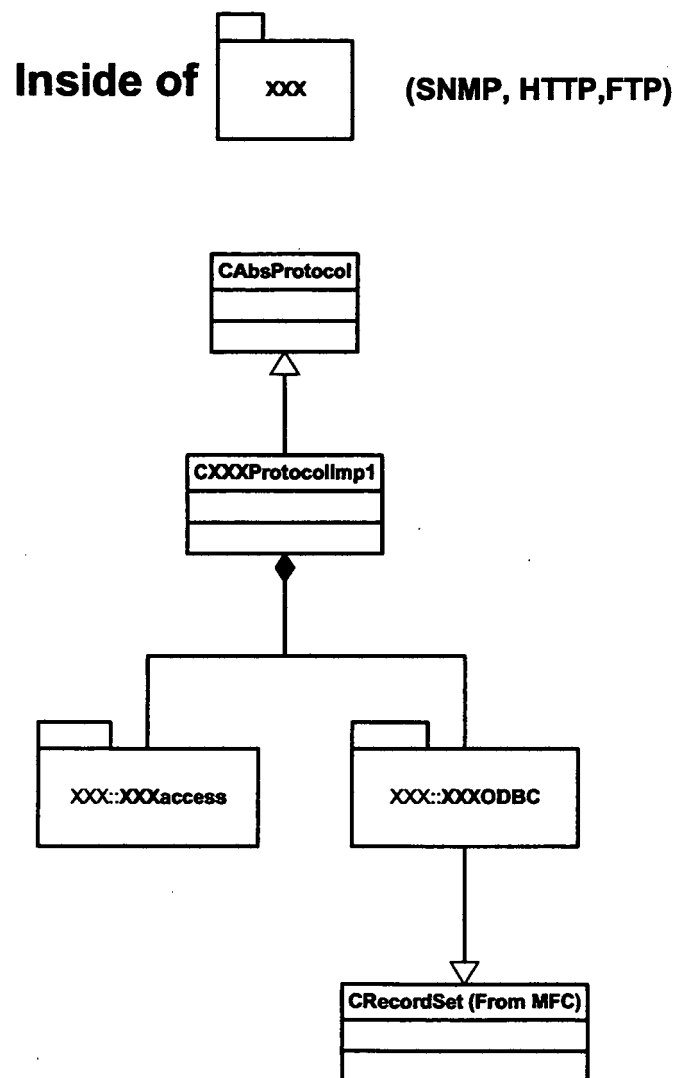 Inside of XXX (SNMP, HTTP,FTP)
CAbsProtocol
CXXXProtocolImp1
XXX::XXXaccess
XXX::XXXODBC
CRecordSet (From MFC)